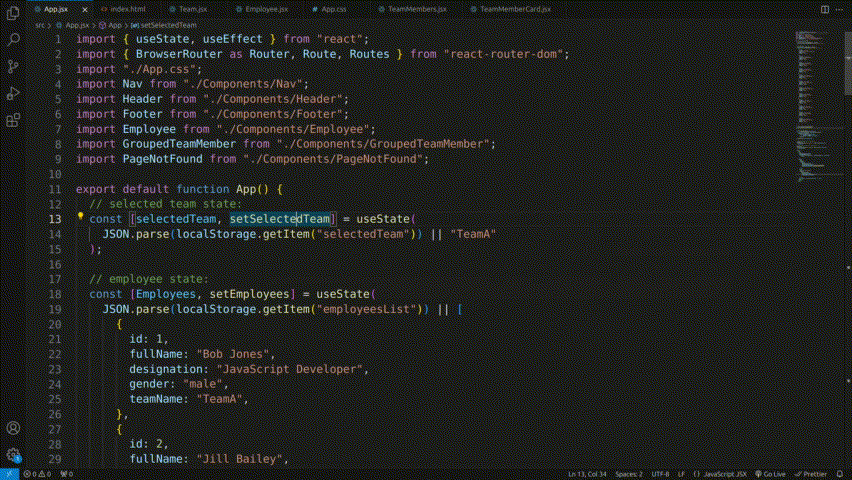 App.jsx × <> index.html Team.jsx Employee.jsx # App.css TeamMembers.js TeamMemberCard.jsx
src > App.jsx > App > setSelectedTeam
1 import { useState, useEffect } from "react";
2 import { BrowserRouter as Router, Route, Routes } from "react-router-dom";
3 import "./App.css";
4 import Nav from "./Components/Nav";
5 import Header from "./Components/Header";
6 import Footer from "./Components/Footer";
7 import Employee from "./Components/Employee";
8 import GroupedTeamMember from "./Components/GroupedTeamMember";
9 import PageNotFound from "./Components/PageNotFound";
10
11 export default function App() {
12 // selected team state:
13 const [selectedTeam, setSelectedTeam] = useState(
14 JSON.parse(localStorage.getItem("selectedTeam")) || "TeamA"
15 );
16
17 // employee state:
18 const [Employees, setEmployees] = useState(
19 JSON.parse(localStorage.getItem("employeesList")) || [
20 {
21 id: 1,
22 fullName: "Bob Jones",
23 designation: "JavaScript Developer",
24 gender: "male",
25 teamName: "TeamA",
26 },
27 {
28 id: 2,
29 fullName: "Jill Bailey",
0 0 0 Ln 13, Col 34 Spaces: 2 UTF-8 LF {} JavaScript JSX Go Live Prettier